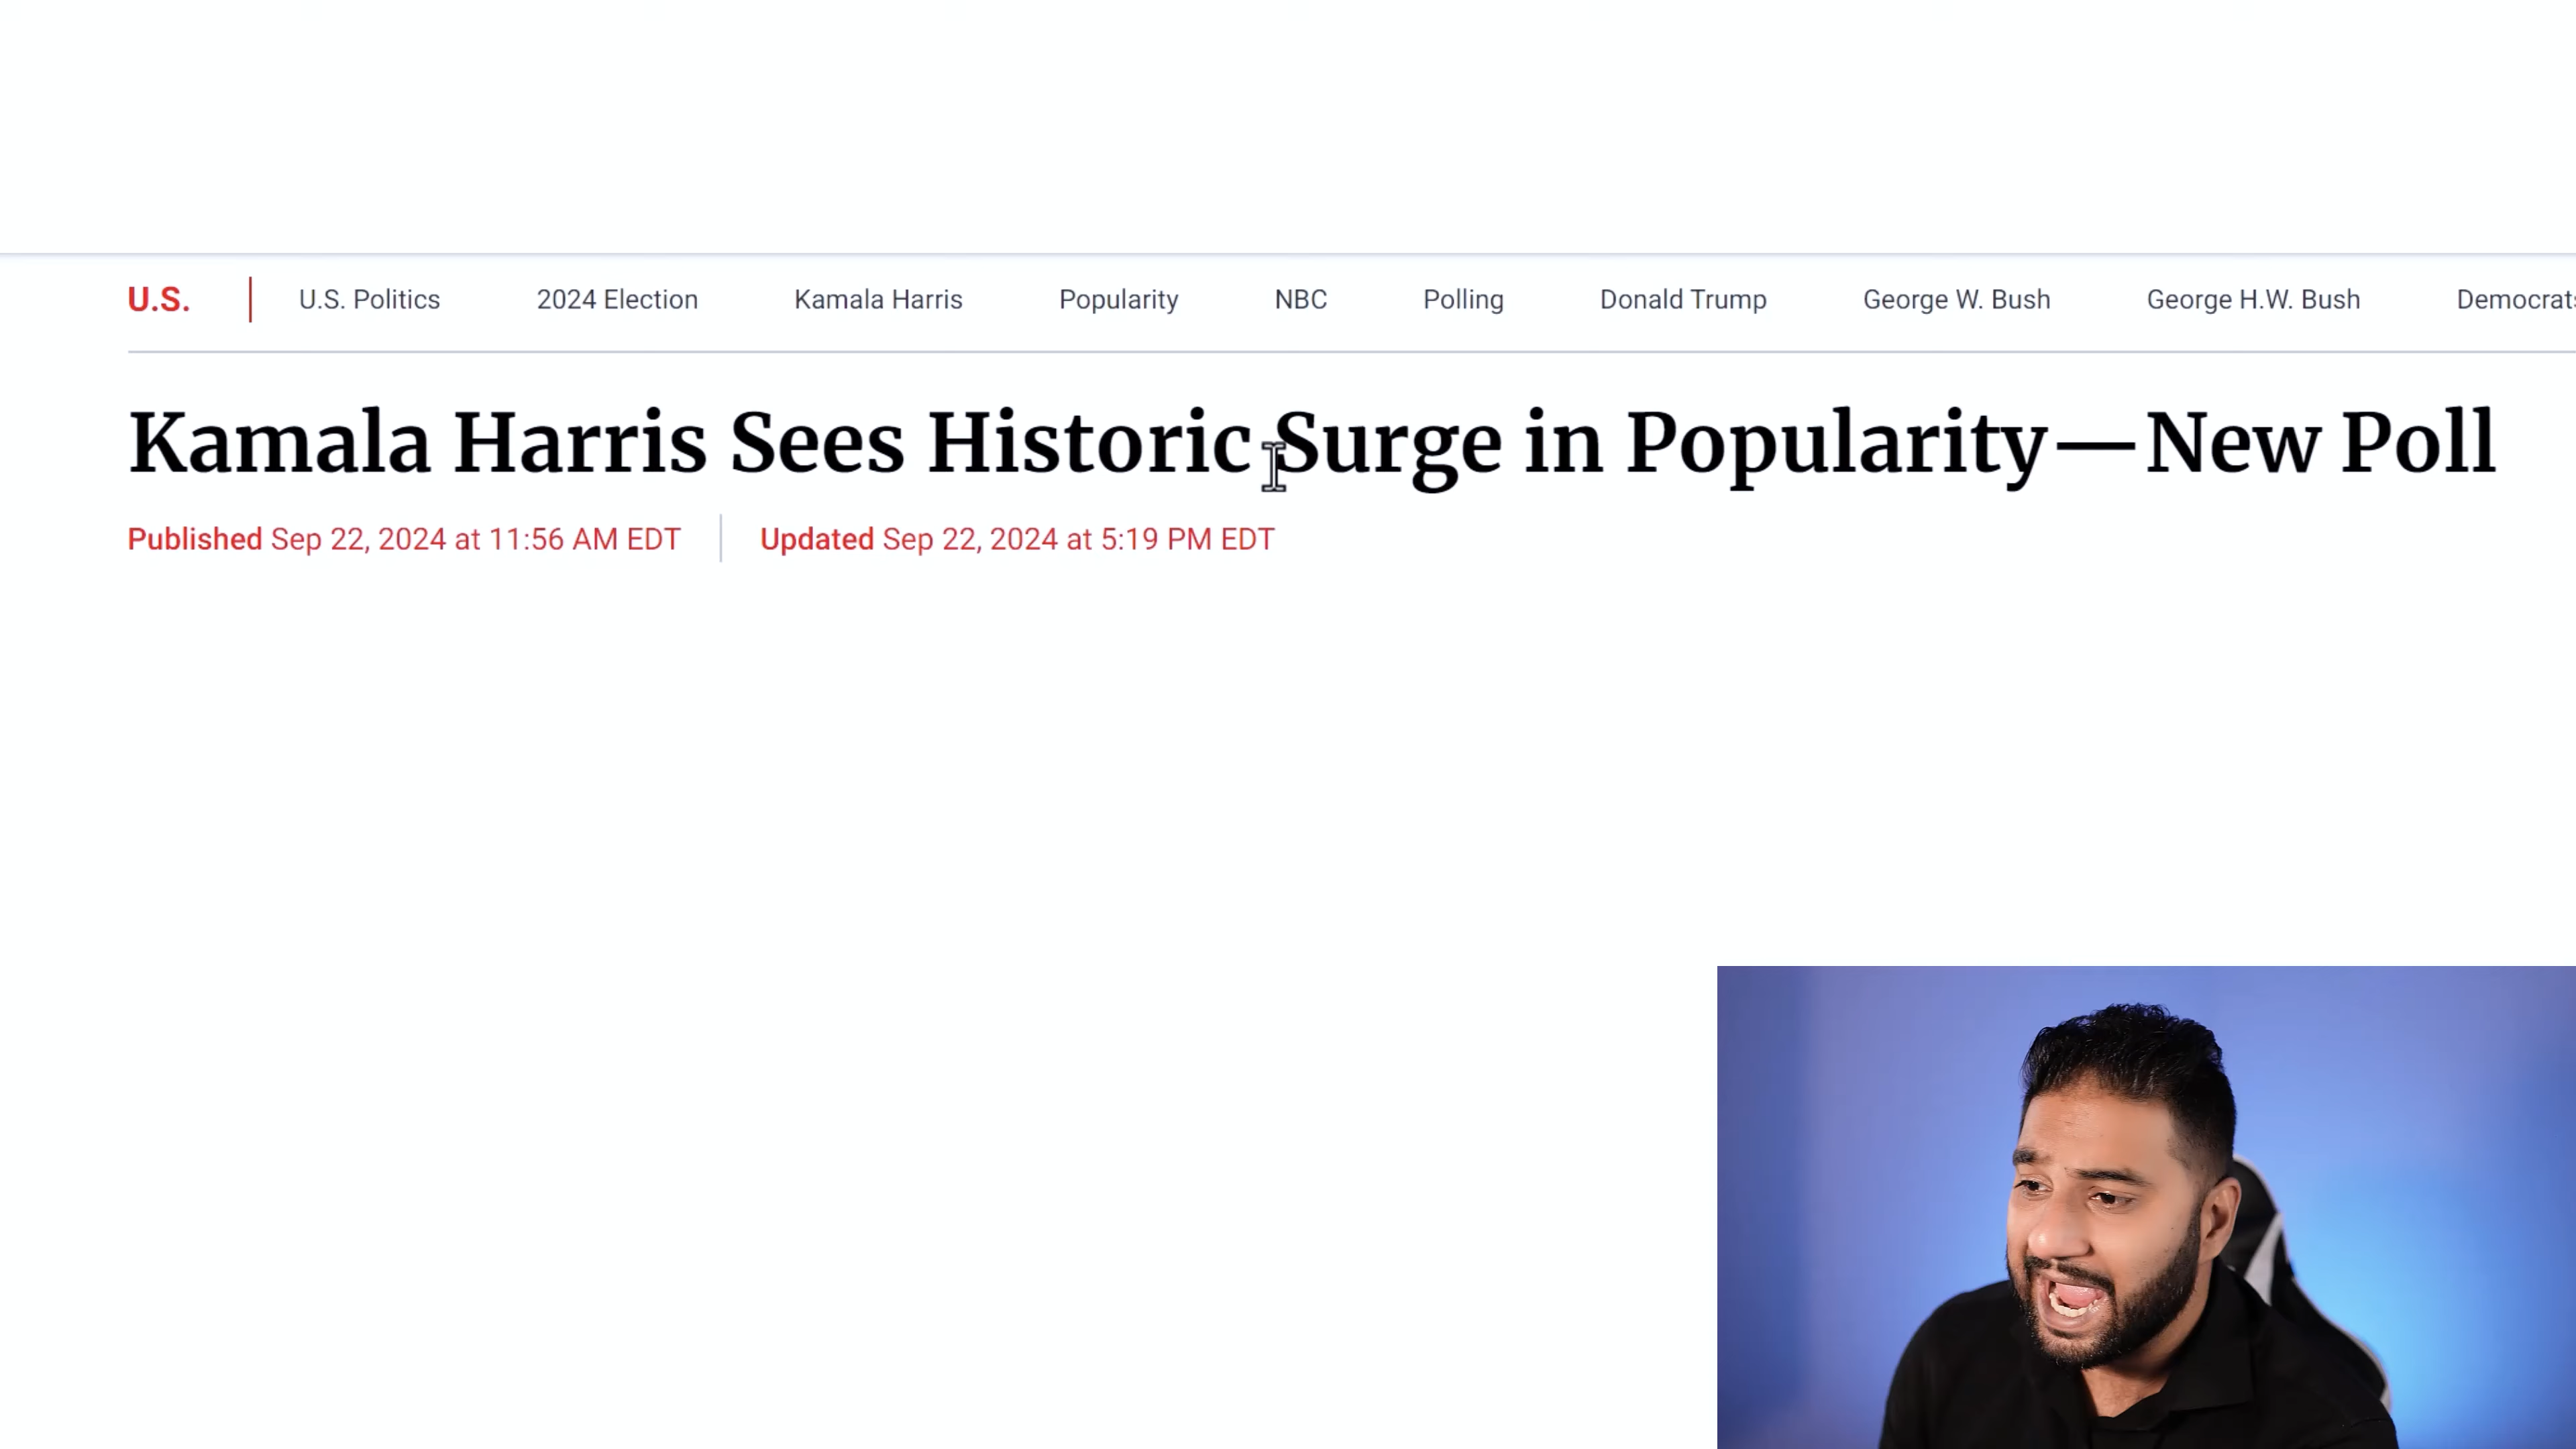 U.S. | U.S. Politics 2024 Election Kamala Harris Popularity NBC Polling Donald Trump George W. Bush George H.W. Bush Democrats
Kamala Harris Sees Historic Surge in Popularity—New Poll
Published Sep 22, 2024 at 11:56 AM EDT | Updated Sep 22, 2024 at 5:19 PM EDT